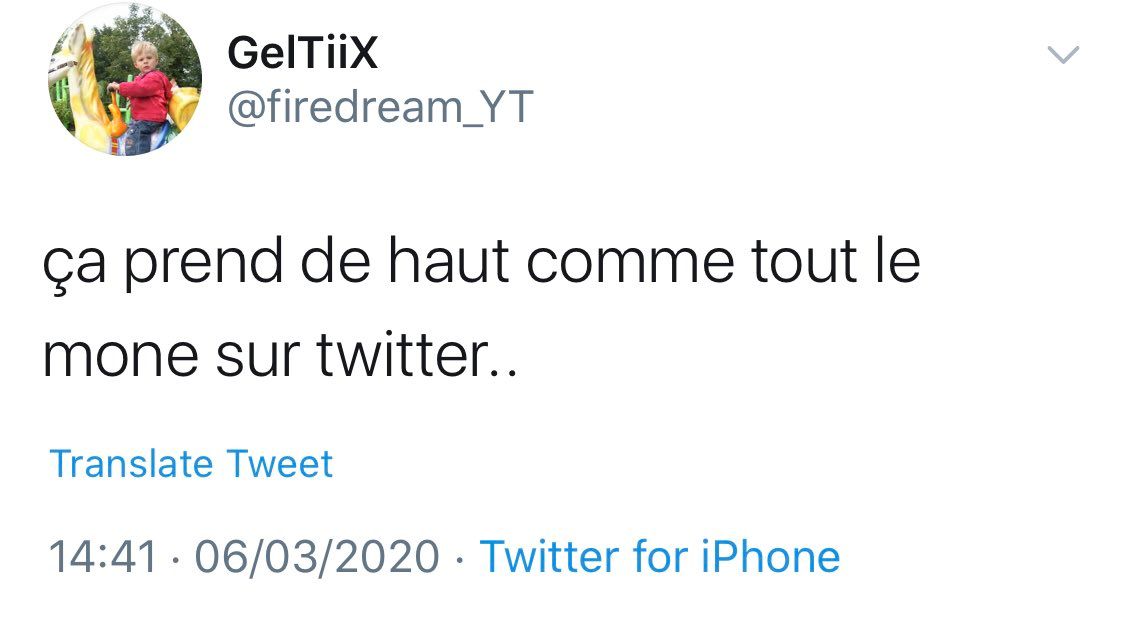 GelTiiX
@firedream_YT
ça prend de haut comme tout le
mone sur twitter..
Translate Tweet
14:41 · 06/03/2020 · Twitter for iPhone